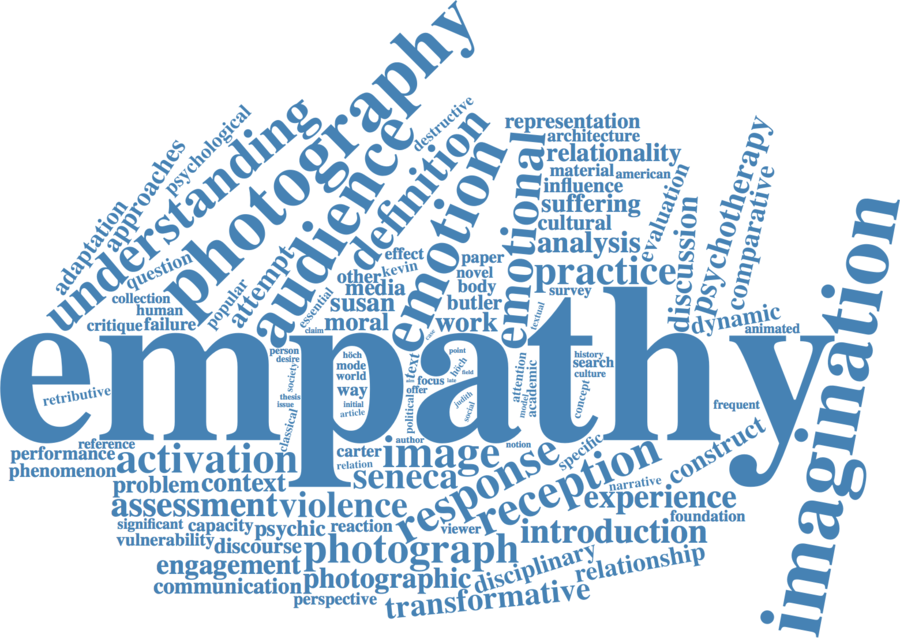 photography
understanding
psychological
approaches
adaptation
audience
destructive
definition
emotion
emotional
representation
architecture
relationality
material
american
influence
suffering
cultural
analysis
evaluation
discussion
psychotherapy
comparative
practice
survey
question
collection
human
critique
failure
popular
attempt
essential
claim
effect
kevin
other
media
susan
moral
paper
novel
body
butler
work
textual
dynamic
animated
imagination
empathy
retributive
person
desire
society
thesis
issue
classical
höch
mode
world
way
initial
article
text
political
offer
focus
late
field
point
höch
judith
social
case
attention
model
academic
history
search
culture
concept
frequent
reference
performance
phenomenon
activation
author
carter
relation
image
notion
seneca
response
reception
specific
narrative
construct
problem
context
assessment
violence
experience
foundation
significant
capacity
psychic
reaction
viewer
introduction
vulnerability
discourse
photograph
engagement
communication
photographic
disciplinary
relationship
perspective
transformative